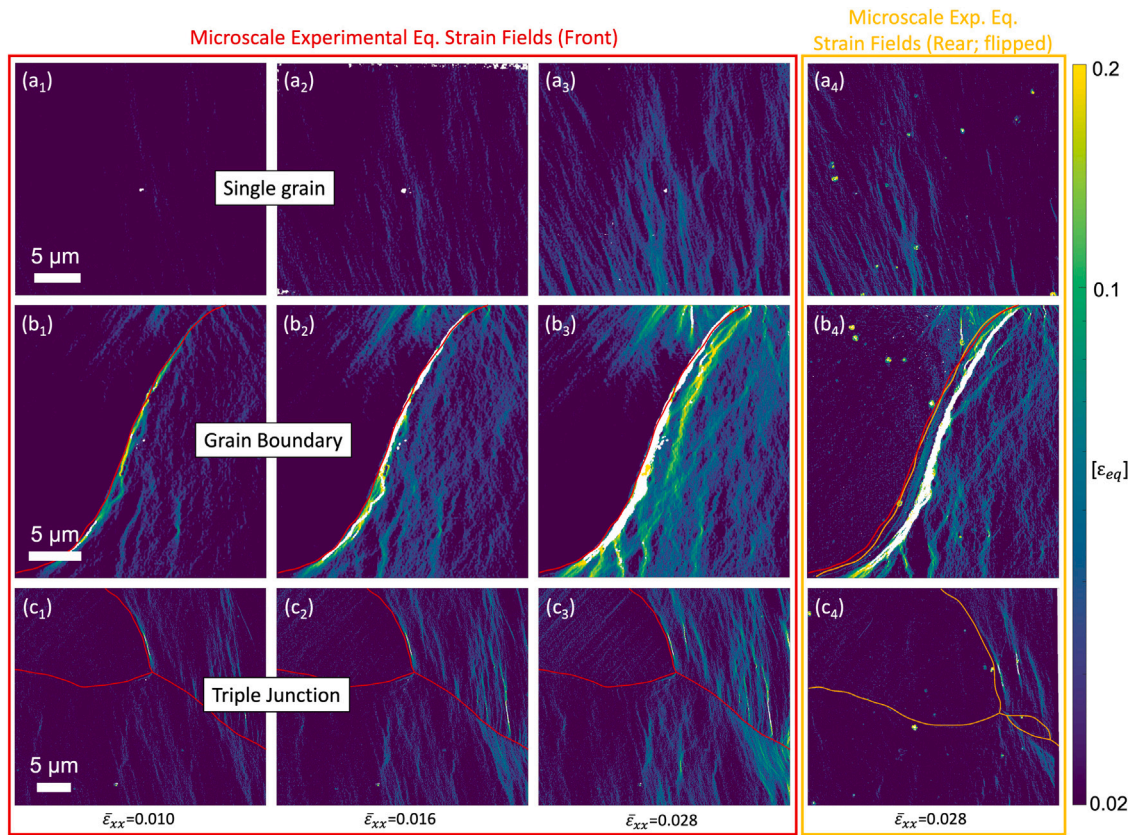 Microscale Experimental Eq. Strain Fields (Front)
Microscale Exp. Eq.
Strain Fields (Rear; flipped)
(a₁)
(a₂)
(a₃)
(a₄)
Single grain
5 μm
(b₁)
(b₂)
(b₃)
(b₄)
Grain Boundary
5 μm
(c₁)
(c₂)
(c₃)
(c₄)
Triple Junction
5 μm
ε̄ₓₓ=0.010
ε̄ₓₓ=0.016
ε̄ₓₓ=0.028
ε̄ₓₓ=0.028
0.2
0.1
[ε_eq]
0.02